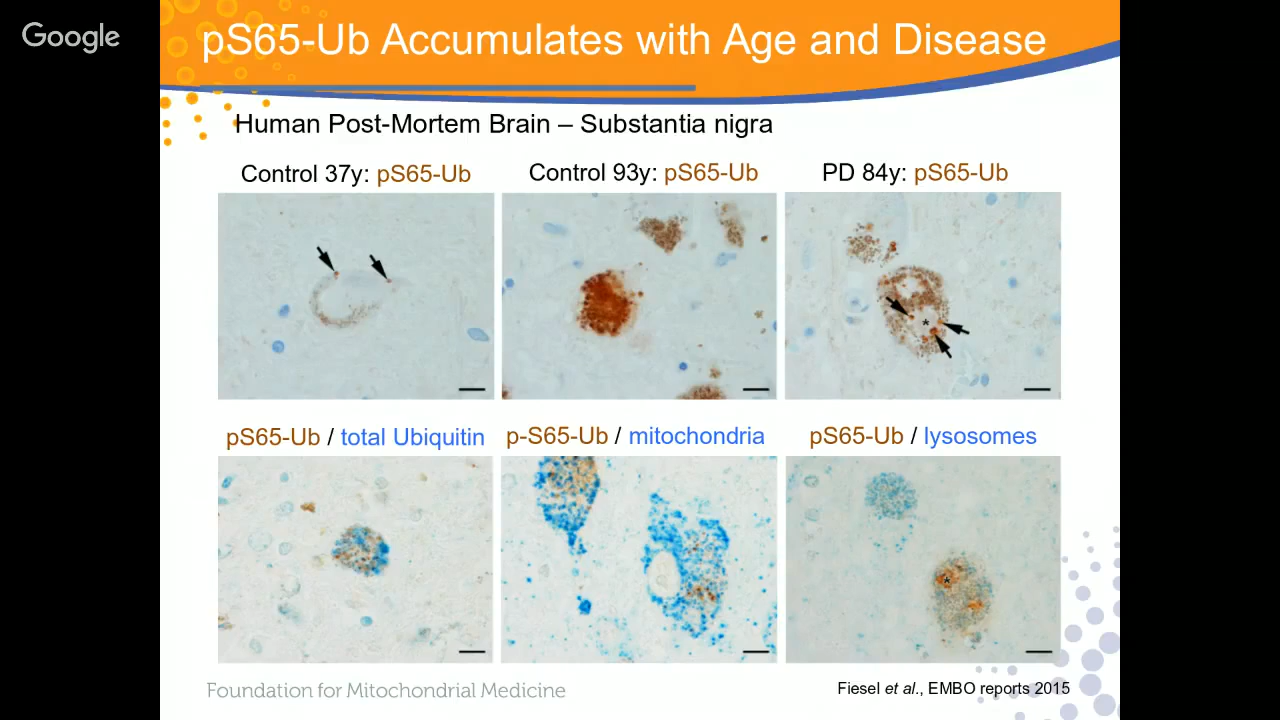 Google
pS65-Ub Accumulates with Age and Disease
Human Post-Mortem Brain – Substantia nigra
Control 37y: pS65-Ub
Control 93y: pS65-Ub
PD 84y: pS65-Ub
*
pS65-Ub / total Ubiquitin
p-S65-Ub / mitochondria
pS65-Ub / lysosomes
*
Foundation for Mitochondrial Medicine
Fiesel et al., EMBO reports 2015